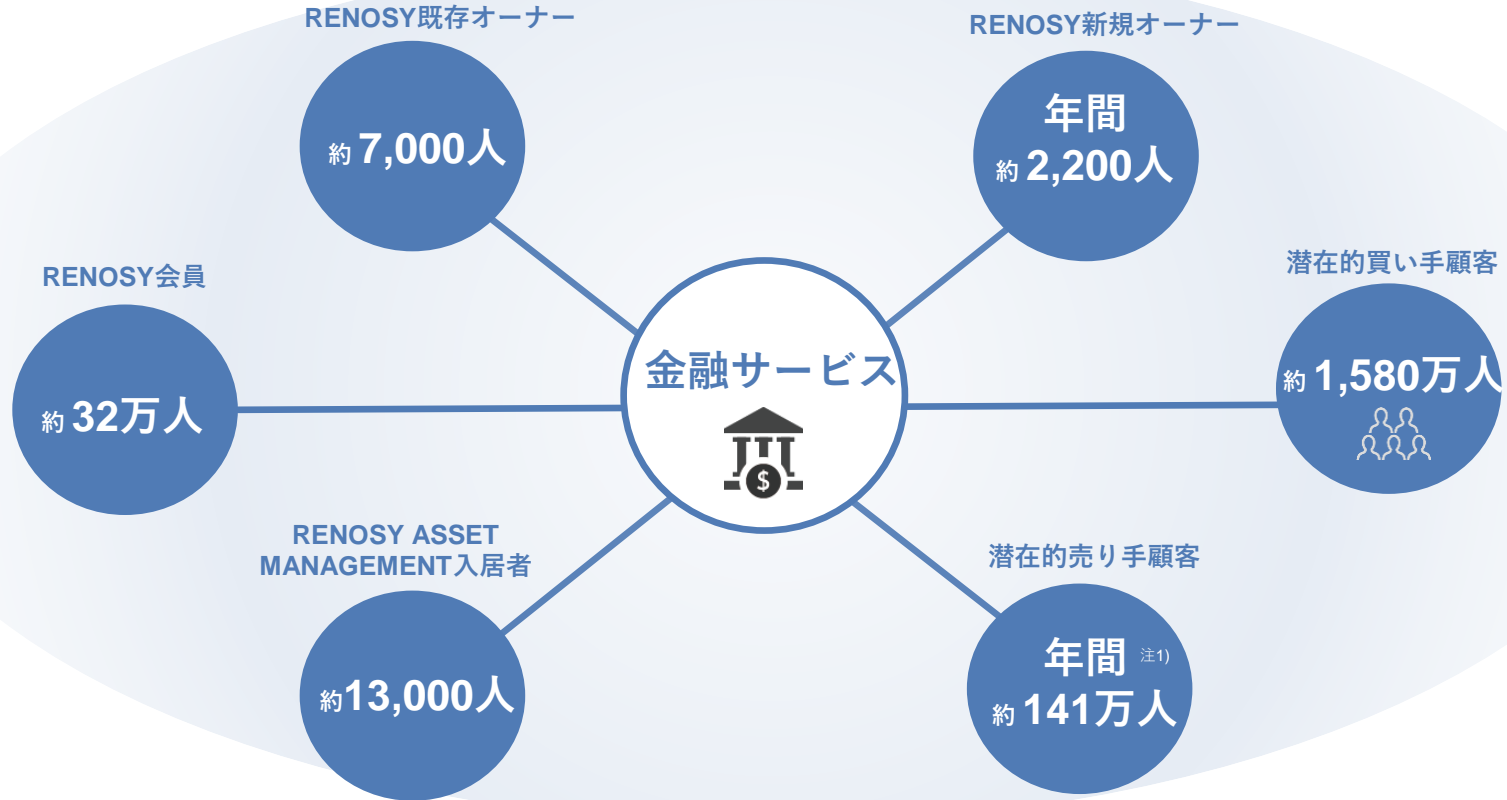 RENOSY既存オーナー
約 7,000人
RENOSY新規オーナー
年間
約 2,200人
RENOSY会員
約 32万人
金融サービス
$
潜在的買い手顧客
約 1,580万人
RENOSY ASSET
MANAGEMENT入居者
約13,000人
潜在的売り手顧客
年間 注1)
約 141万人